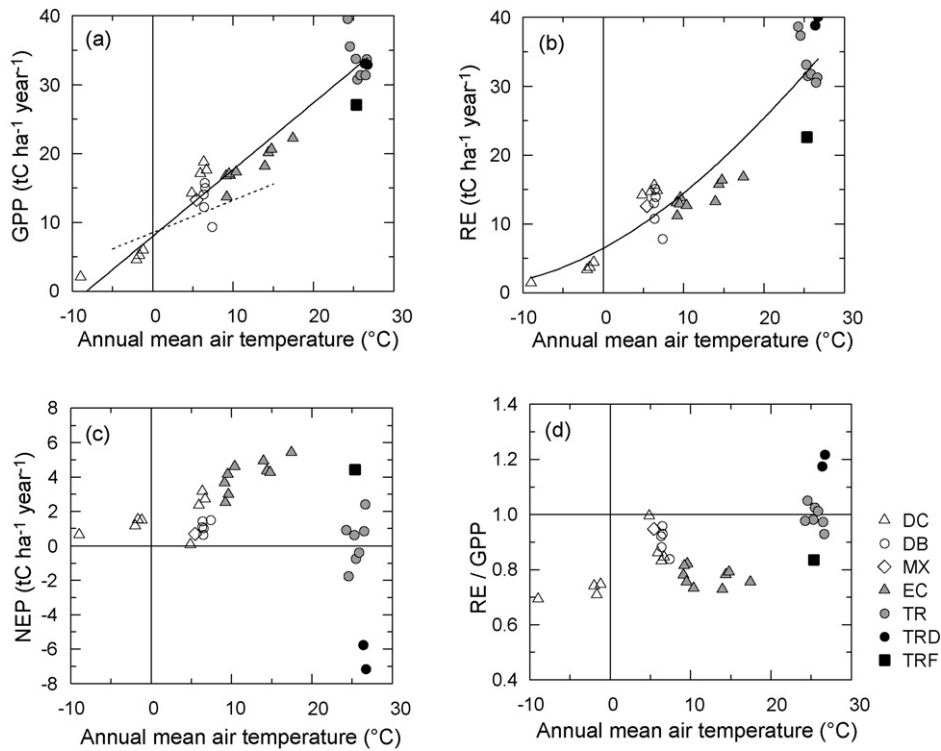 (a)
GPP (tC ha⁻¹ year⁻¹)
40
30
20
10
0
-10
0
10
20
30
Annual mean air temperature (°C)
(b)
RE (tC ha⁻¹ year⁻¹)
40
30
20
10
0
-10
0
10
20
30
Annual mean air temperature (°C)
(c)
NEP (tC ha⁻¹ year⁻¹)
8
6
4
2
0
-2
-4
-6
-8
-10
0
10
20
30
Annual mean air temperature (°C)
(d)
RE / GPP
1.4
1.2
1.0
0.8
0.6
0.4
-10
0
10
20
30
Annual mean air temperature (°C)
DC
DB
MX
EC
TR
TRD
TRF